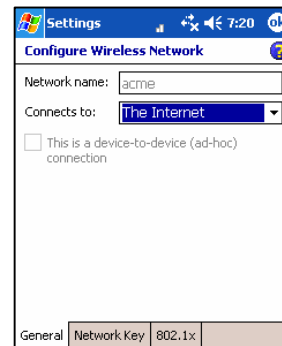 Settings 7:20 ok
Configure Wireless Network ?
Network name: acme
Connects to: The Internet
This is a device-to-device (ad-hoc)
connection
General Network Key 802.1x